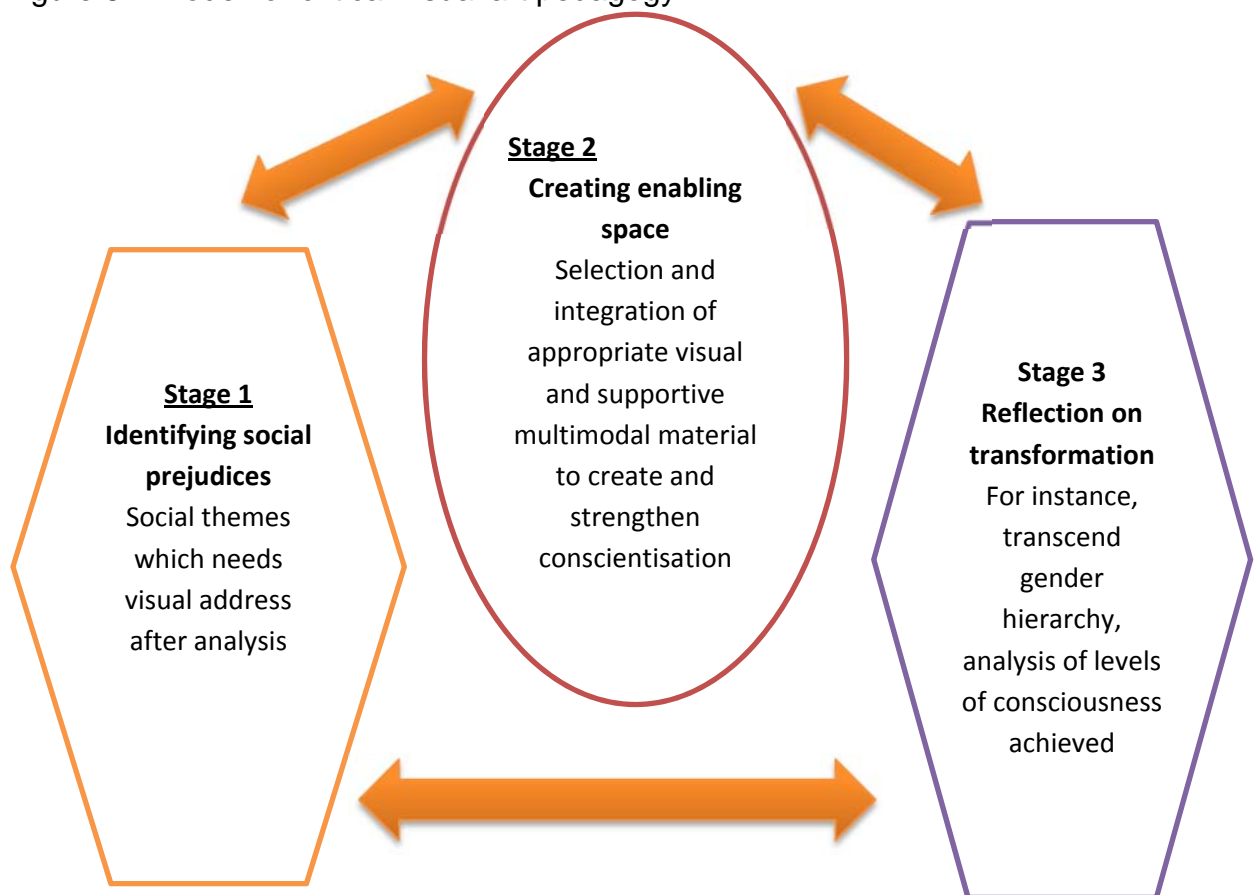 Stage 1
Identifying social
prejudices
Social themes
which needs
visual address
after analysis
Stage 2
Creating enabling
space
Selection and
integration of
appropriate visual
and supportive
multimodal material
to create and
strengthen
conscientisation
Stage 3
Reflection on
transformation
For instance,
transcend
gender
hierarchy,
analysis of levels
of consciousness
achieved